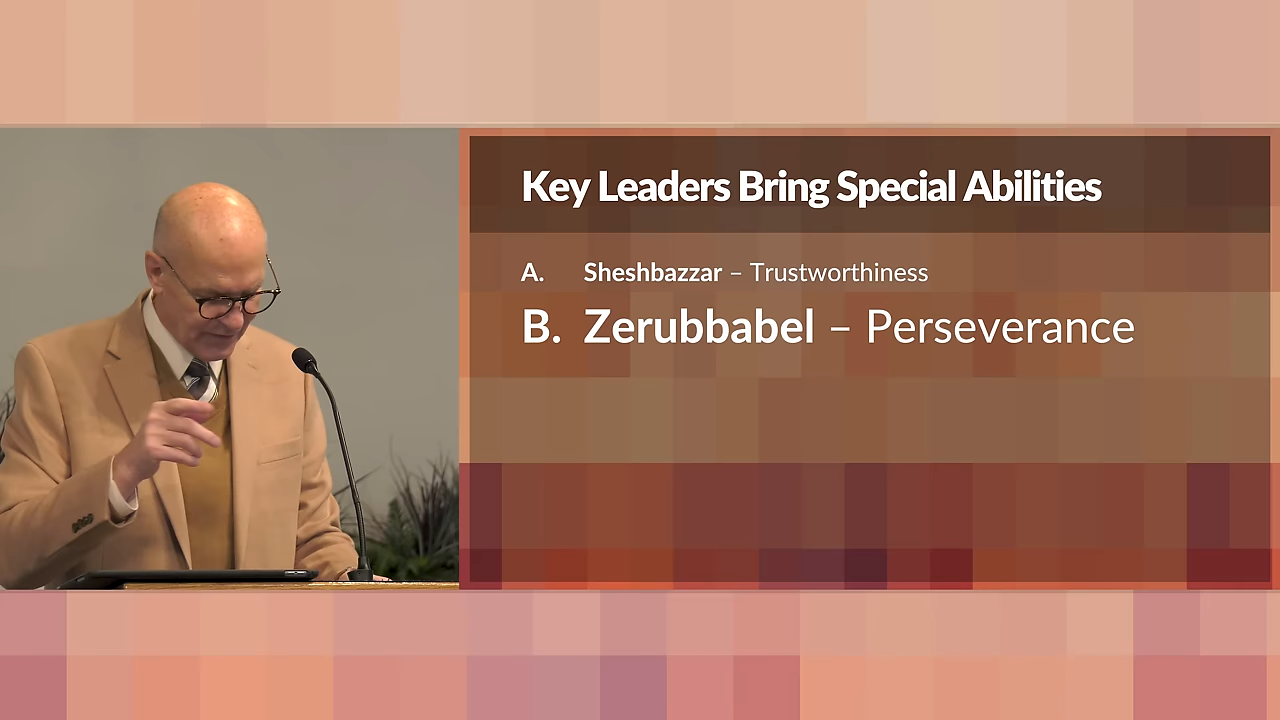 Key Leaders Bring Special Abilities
A. Sheshbazzar – Trustworthiness
B. Zerubbabel – Perseverance